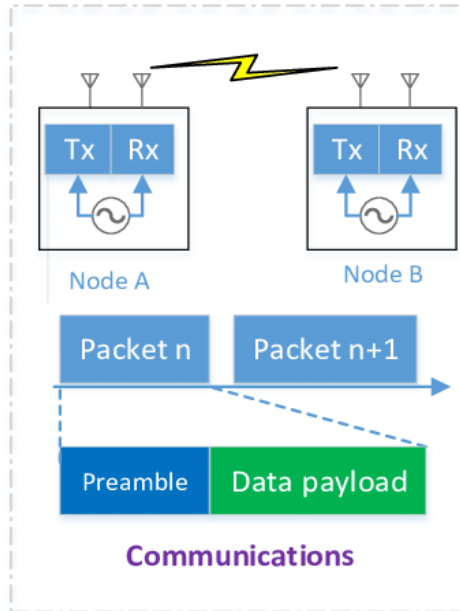 Tx Rx
Tx Rx
Node A
Node B
Packet n
Packet n+1
Preamble
Data payload
Communications